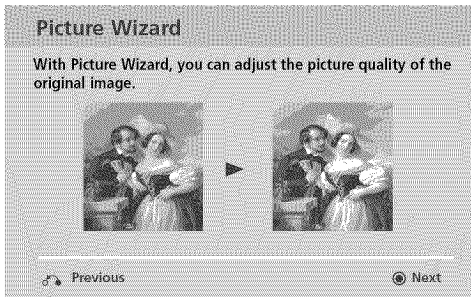 Picture Wizard
With Picture Wizard, you can adjust the picture quality of the
original image.
Previous
Next